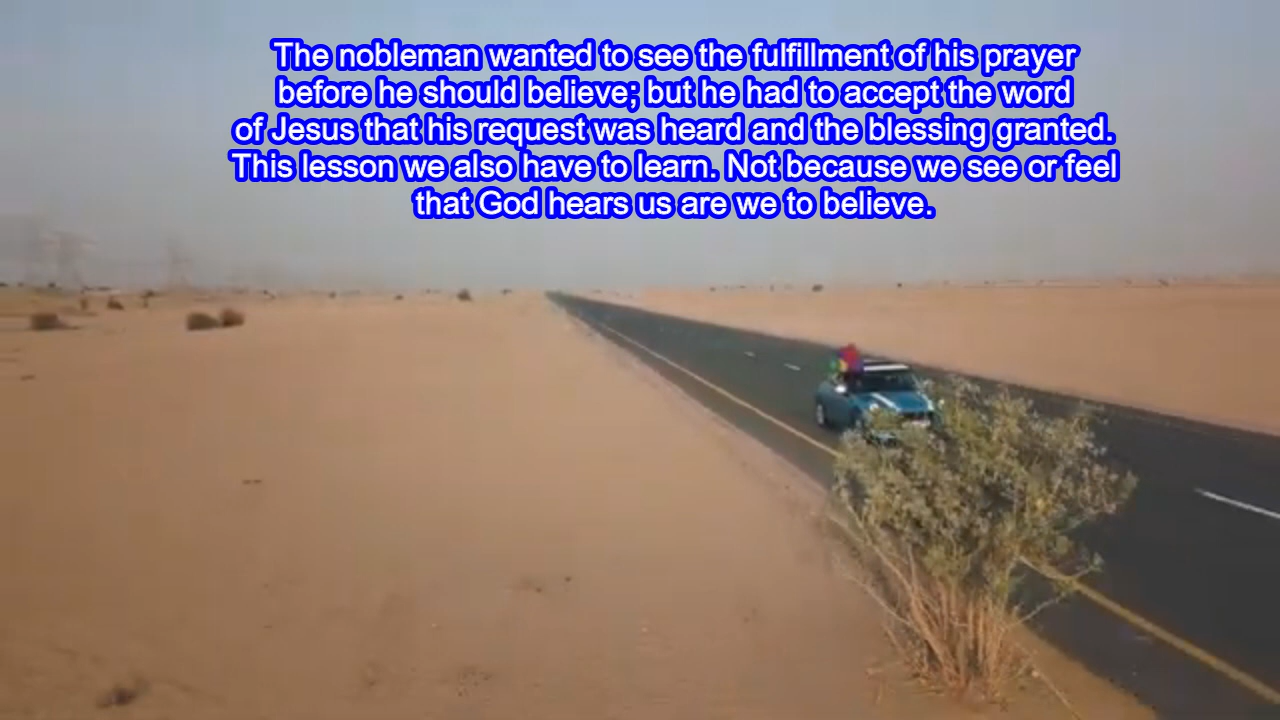 The nobleman wanted to see the fulfillment of his prayer
before he should believe; but he had to accept the word
of Jesus that his request was heard and the blessing granted.
This lesson we also have to learn. Not because we see or feel
that God hears us are we to believe.